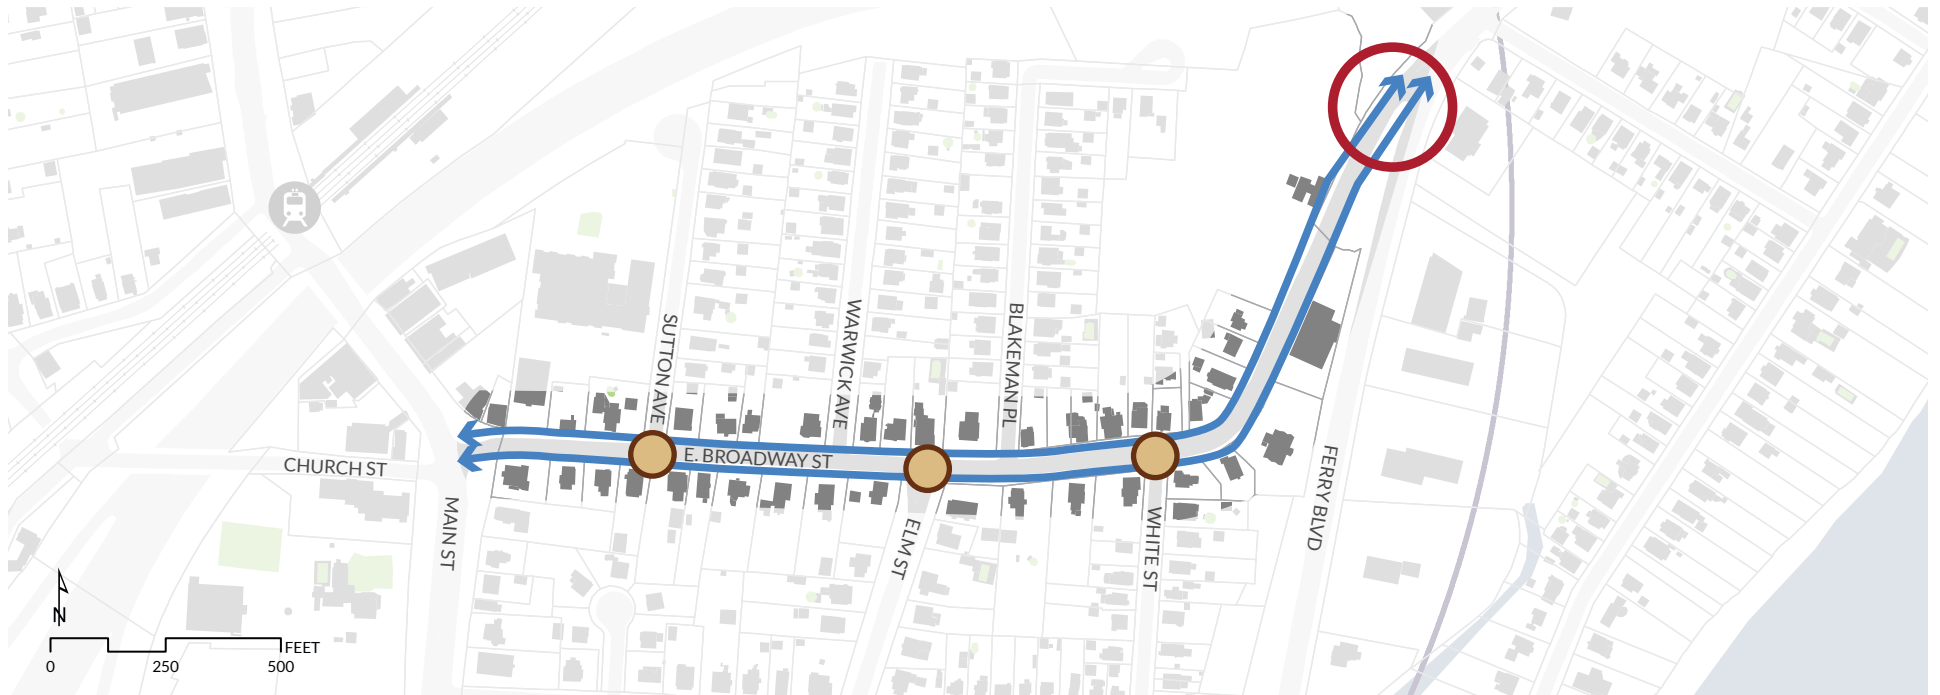 SUTTON AVE
WARWICK AVE
BLAKEMAN PL
E. BROADWAY ST
CHURCH ST
MAIN ST
ELM ST
WHITE ST
FERRY BLVD
N
FEET
0 250 500